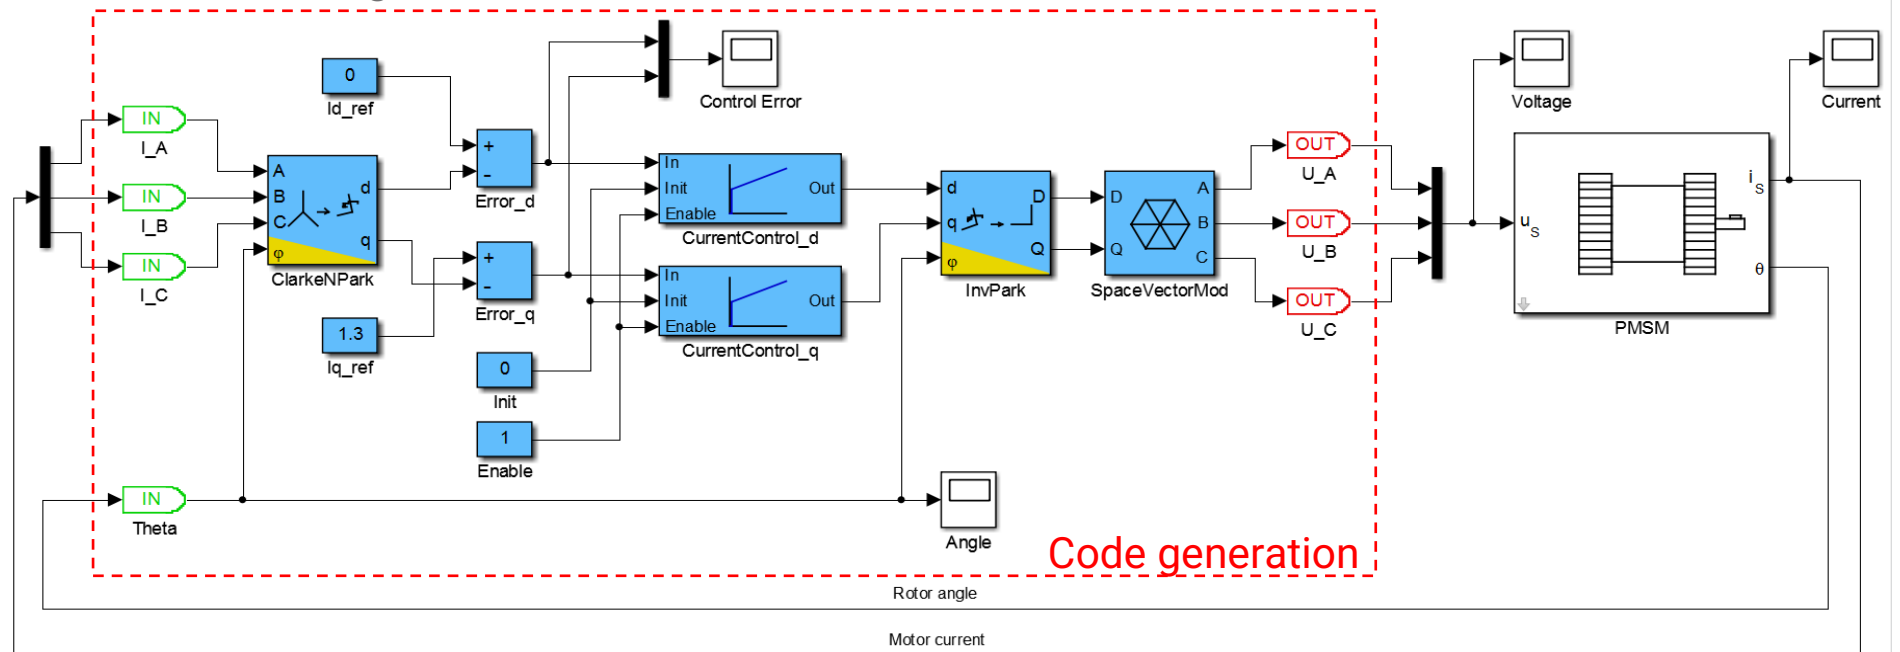 0
Id_ref
Control Error
Voltage
Current
IN
I_A
IN
I_B
IN
I_C
A
B
C
φ
d
q
ClarkeNPark
+
-
Error_d
+
-
Error_q
1.3
Iq_ref
0
Init
1
Enable
In
Init
Enable
Out
CurrentControl_d
In
Init
Enable
Out
CurrentControl_q
d
q
φ
D
Q
InvPark
D
Q
A
B
C
SpaceVectorMod
OUT
U_A
OUT
U_B
OUT
U_C
u_S
i_S
θ
PMSM
IN
Theta
Angle
Code generation
Rotor angle
Motor current